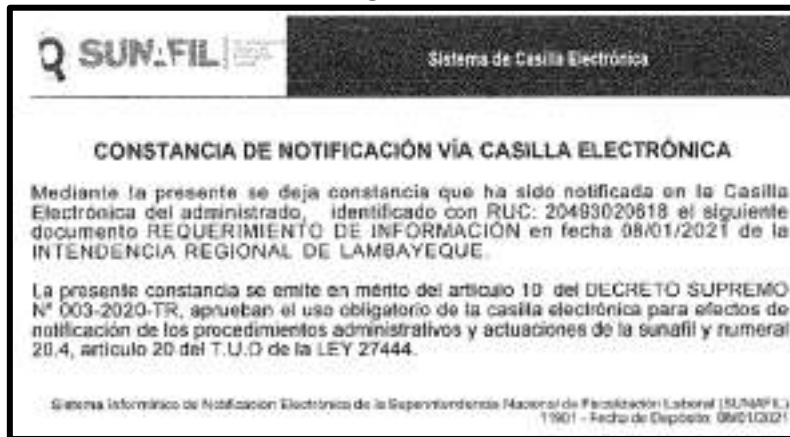 SUNAFIL
Sistema de Casilla Electrónica
CONSTANCIA DE NOTIFICACIÓN VÍA CASILLA ELECTRÓNICA
Mediante la presente se deja constancia que ha sido notificada en la Casilla
Electrónica del administrado, identificado con RUC: 20493020618 el siguiente
documento REQUERIMIENTO DE INFORMACIÓN en fecha 08/01/2021 de la
INTENDENCIA REGIONAL DE LAMBAYEQUE.
La presente constancia se emite en mérito del articulo 10 del DECRETO SUPREMO
N° 003-2020-TR, aprueban el uso obligatorio de la casilla electrónica para efectos de
notificación de los procedimientos administrativos y actuaciones de la sunafil y numeral
20.4, articulo 20 del T.U.O de la LEY 27444.
Sistema Informático de Notificacion Electrónica de la Superintendencia Nacional de Fiscalización Laboral (SUNAFIL)
11901 - Fecha de Deposito: 08/01/2021